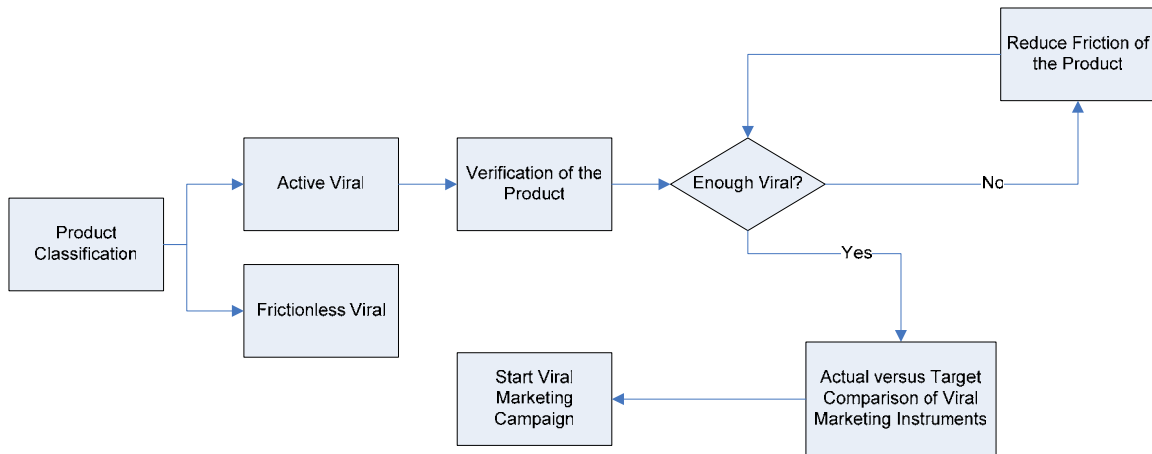 Reduce Friction of
the Product
Active Viral
Verification of the
Product
Enough Viral?
No
Product
Classification
Yes
Frictionless Viral
Start Viral
Marketing
Campaign
Actual versus Target
Comparison of Viral
Marketing Instruments